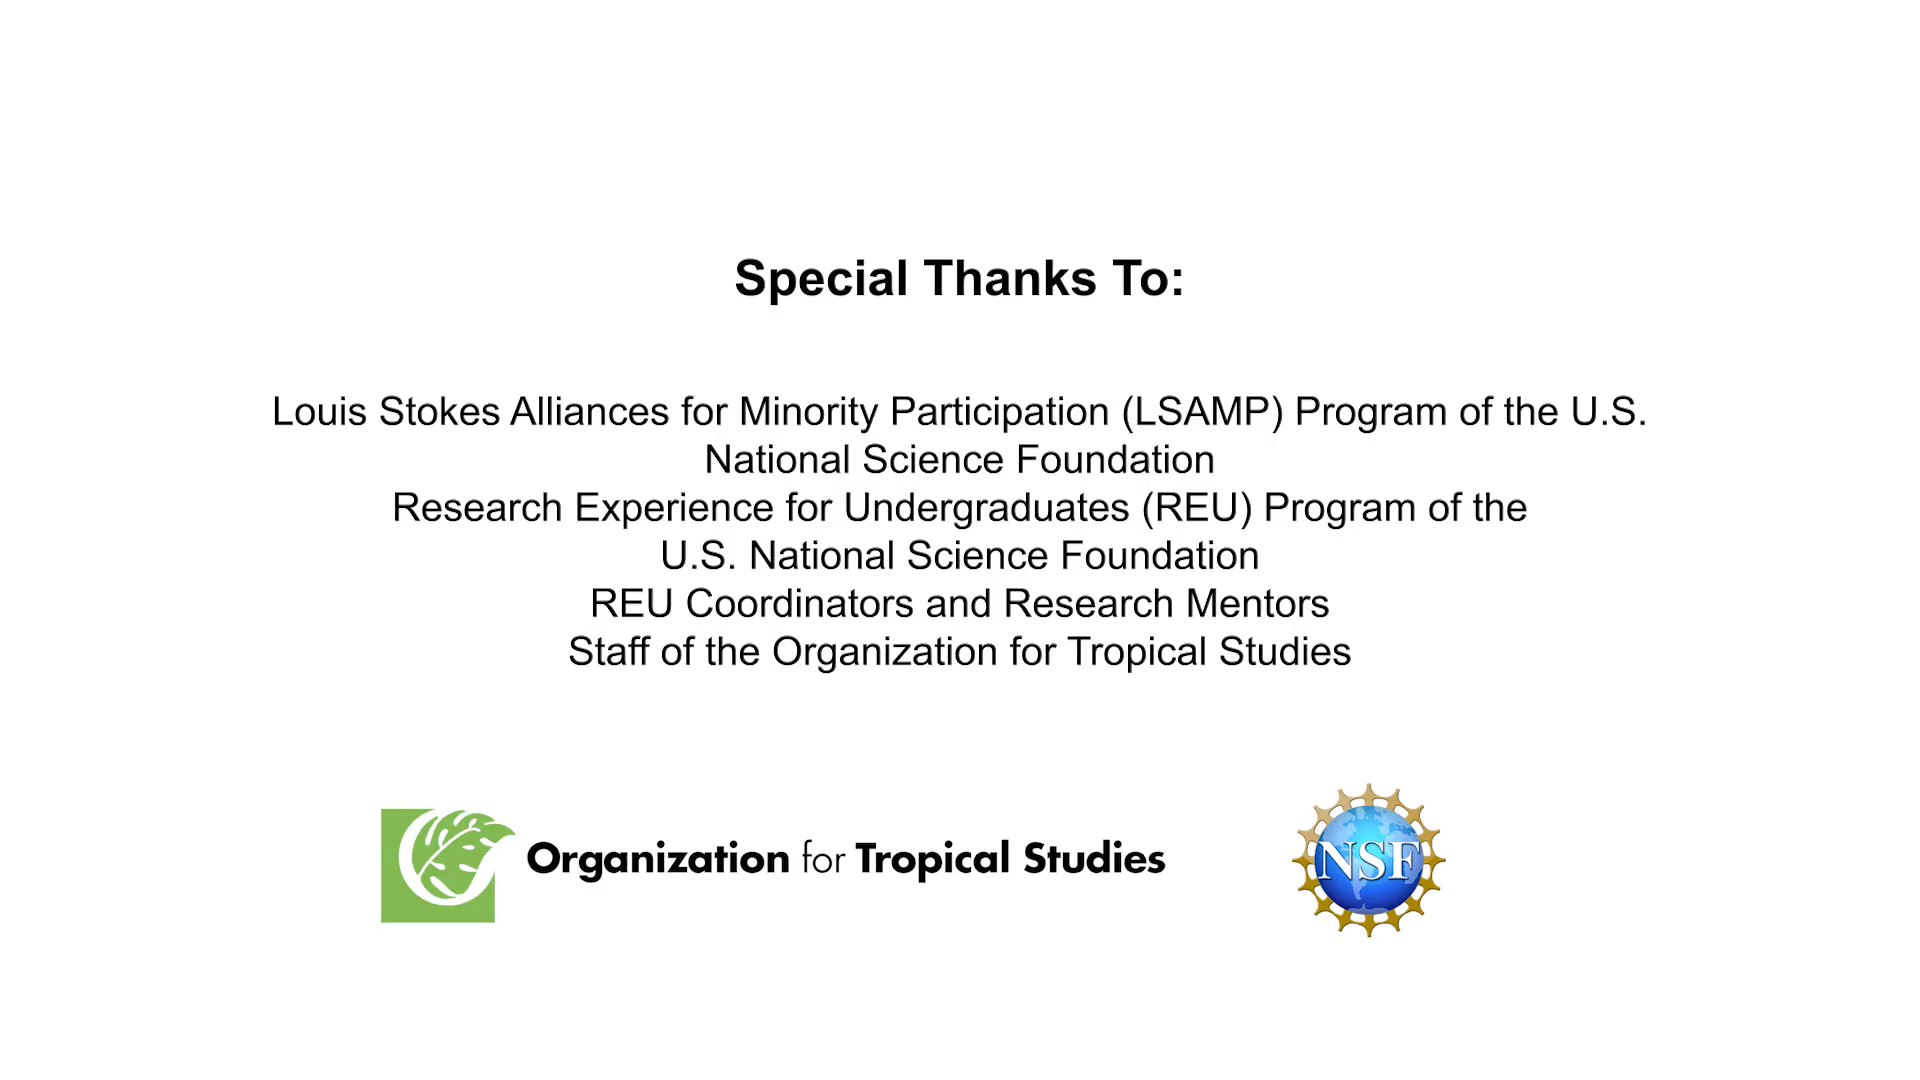 Special Thanks To:
Louis Stokes Alliances for Minority Participation (LSAMP) Program of the U.S.
National Science Foundation
Research Experience for Undergraduates (REU) Program of the
U.S. National Science Foundation
REU Coordinators and Research Mentors
Staff of the Organization for Tropical Studies
Organization for Tropical Studies
NSF